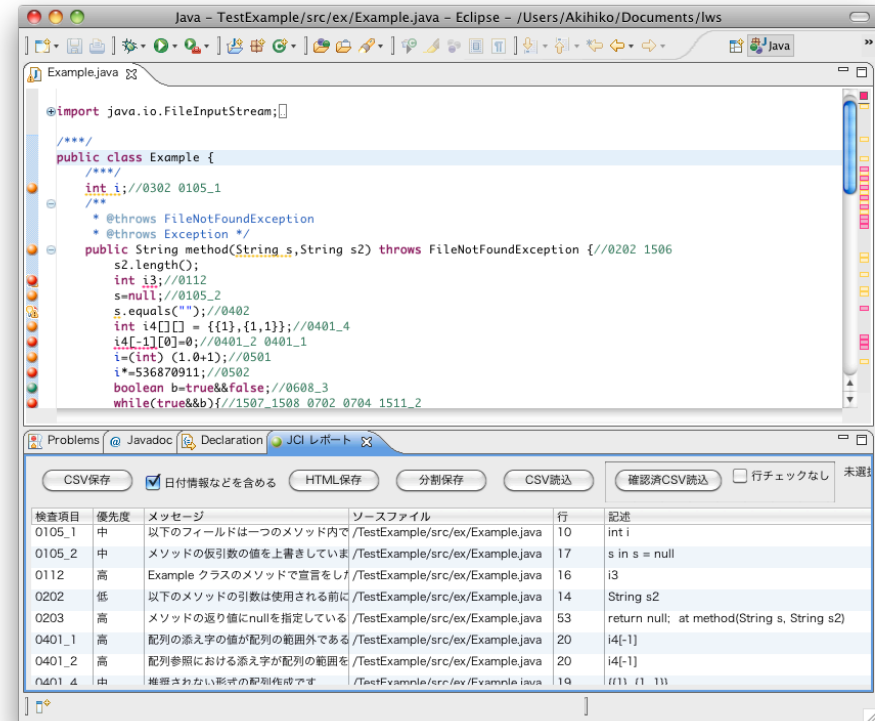 Java – TestExample/src/ex/Example.java – Eclipse – /Users/Akihiko/Documents/lws
Java
»
Example.java
import java.io.FileInputStream;
/***/
public class Example {
/***/
int i;//0302 0105_1
/**
* @throws FileNotFoundException
* @throws Exception */
public String method(String s,String s2) throws FileNotFoundException {//0202 1506
s2.length();
int i3;//0112
s=null;//0105_2
s.equals("");//0402
int i4[][] = {{1},{1,1}};//0401_4
i4[-1][0]=0;//0401_2 0401_1
i=(int) (1.0+1);//0501
i*=536870911;//0502
boolean b=true&&false;//0608_3
while(true&&b){//1507_1508 0702 0704 1511_2
Problems @ Javadoc Declaration JCI レポート
CSV保存 日付情報などを含める HTML保存 分割保存 CSV読込 確認済CSV読込 行チェックなし 未選
検査項目 優先度 メッセージ ソースファイル 行 記述
0105_1 中 以下のフィールドは一つのメソッド内で /TestExample/src/ex/Example.java 10 int i
0105_2 中 メソッドの仮引数の値を上書きしていま /TestExample/src/ex/Example.java 17 s in s = null
0112 高 Example クラスのメソッドで宣言をした /TestExample/src/ex/Example.java 16 i3
0202 低 以下のメソッドの引数は使用される前に /TestExample/src/ex/Example.java 14 String s2
0203 高 メソッドの返り値にnullを指定している /TestExample/src/ex/Example.java 53 return null; at method(String s, String s2)
0401_1 高 配列の添え字の値が配列の範囲外である /TestExample/src/ex/Example.java 20 i4[-1]
0401_2 高 配列参照における添え字が配列の範囲を /TestExample/src/ex/Example.java 20 i4[-1]
0401_4 中 推奨されない形式の配列作成です /TestExample/src/ex/Example.java 19 {{1}, {1, 1}}